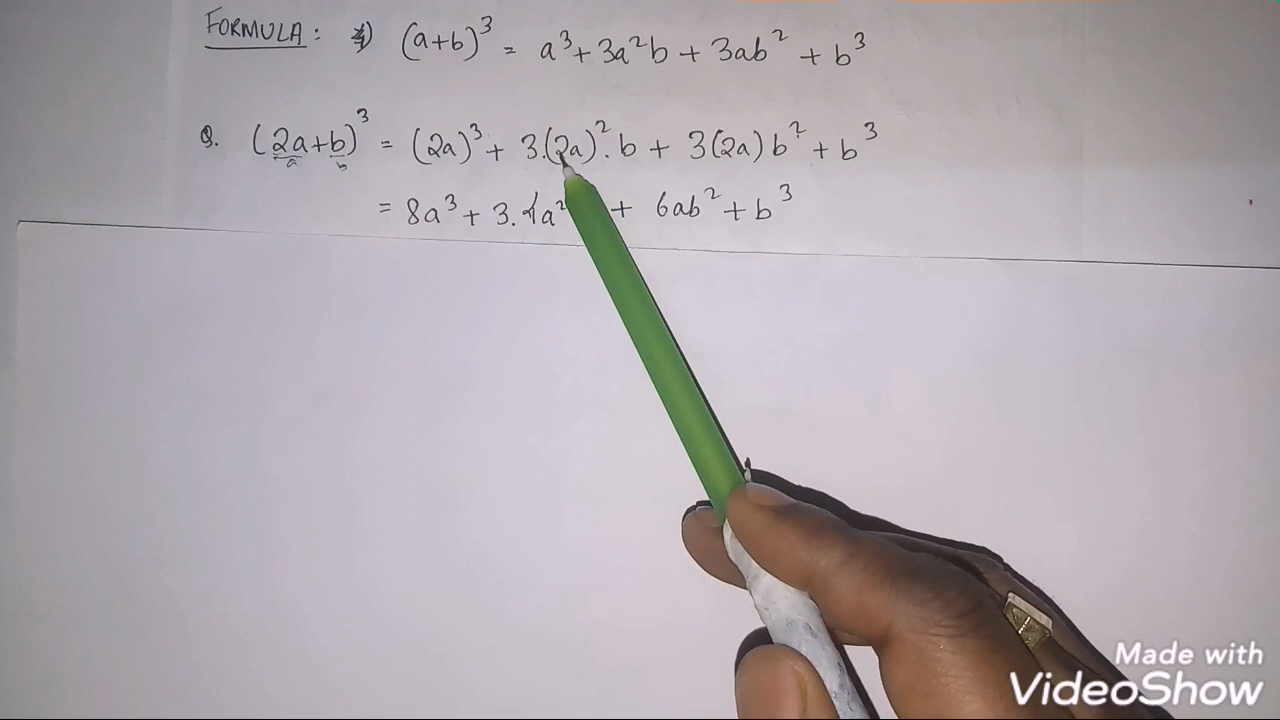 FORMULA: 1) (a+b)³ = a³ + 3a²b + 3ab² + b³
Q. (2a+b)³ = (2a)³ + 3.(2a)².b + 3(2a)b² + b³
a b
= 8a³ + 3.4a² + 6ab² + b³
Made with
VideoShow